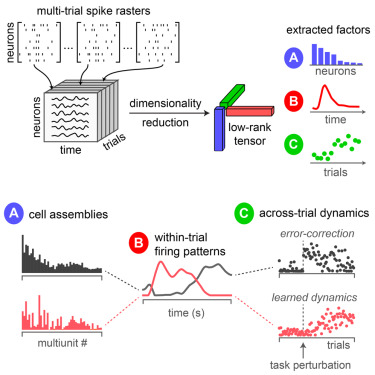 multi-trial spike rasters
neurons
...
...
neurons
time
trials
dimensionality
reduction
low-rank
tensor
extracted factors
A
neurons
B
time
C
trials
A cell assemblies
multiunit #
B within-trial
firing patterns
time (s)
C across-trial dynamics
error-correction
learned dynamics
trials
task perturbation